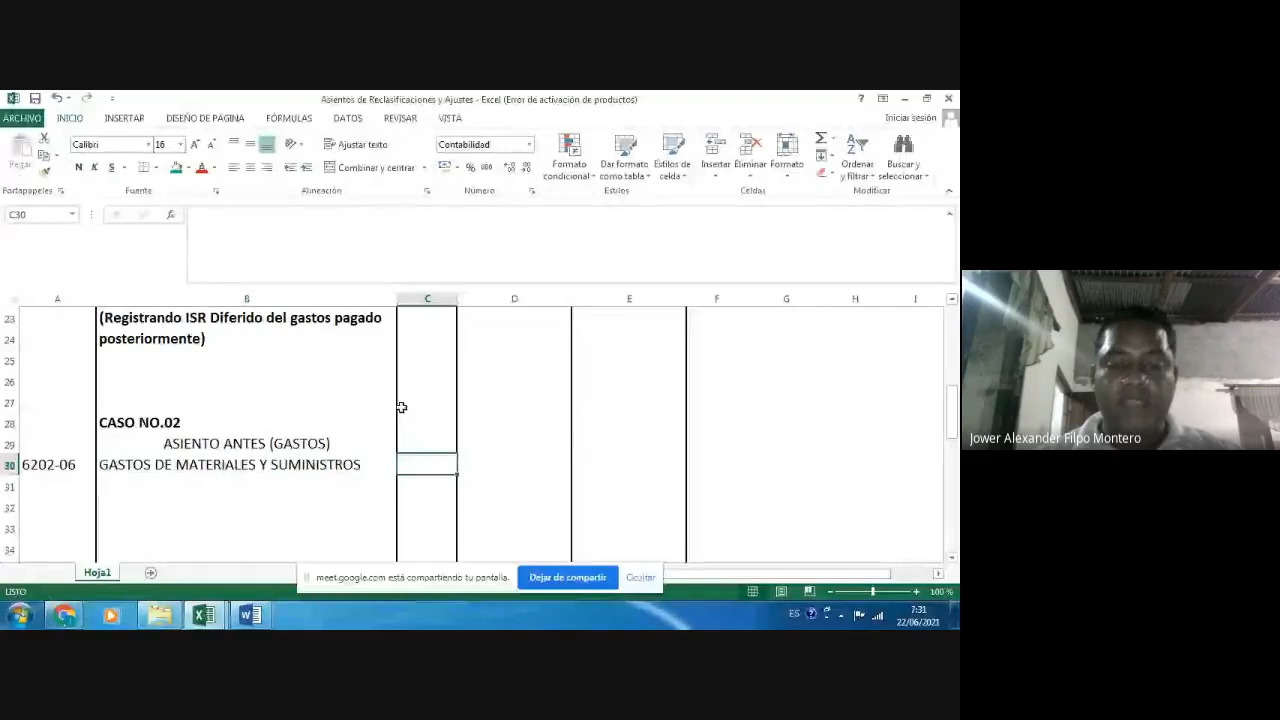 Asientos de Reclasificaciones y Ajustes - Excel (Error de activación de productos)
ARCHIVO INICIO INSERTAR DISEÑO DE PÁGINA FÓRMULAS DATOS REVISAR VISTA Iniciar sesión
Pegar
Calibri 16
N K S
Ajustar texto
Combinar y centrar
Contabilidad
% 000
Formato condicional
Dar formato como tabla
Estilos de celda
Insertar Eliminar Formato
Ordenar y filtrar
Buscar y seleccionar
Portapapeles Fuente Alineación Número Estilos Celdas Modificar
C30 fx
A B C D E F G H I
23 (Registrando ISR Diferido del gastos pagado
24 posteriormente)
25
26
27
28 CASO NO.02
29 ASIENTO ANTES (GASTOS)
30 6202-06 GASTOS DE MATERIALES Y SUMINISTROS
31
32
33
34
Hoja1
meet.google.com está compartiendo tu pantalla. Dejar de compartir Ocultar
LISTO 100 %
ES 7:31
22/06/2021
Jower Alexander Filpo Montero